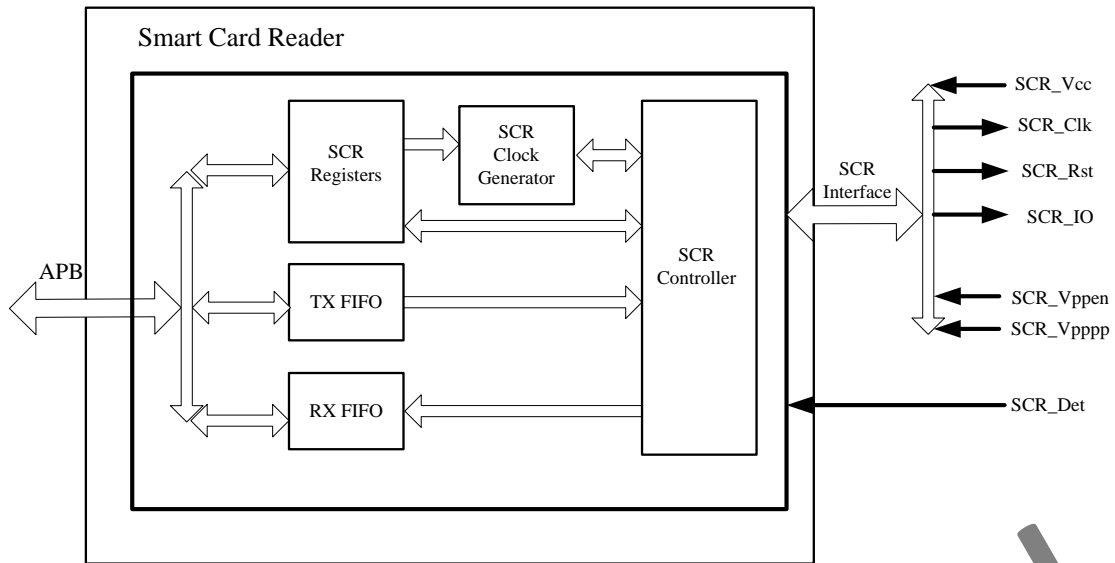 Smart Card Reader
SCR
Registers
SCR
Clock
Generator
SCR
Controller
TX FIFO
RX FIFO
APB
SCR
Interface
SCR_Vcc
SCR_Clk
SCR_Rst
SCR_IO
SCR_Vppen
SCR_Vpppp
SCR_Det